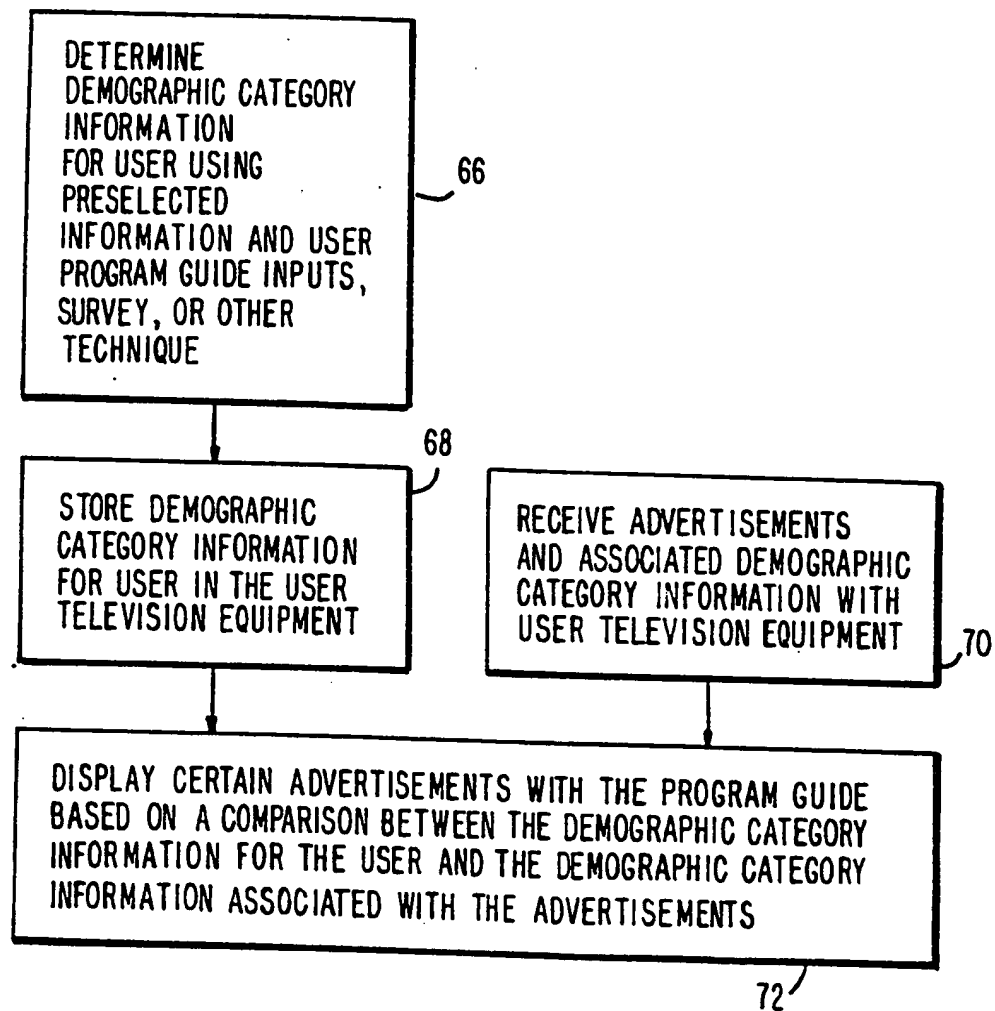 DETERMINE
DEMOGRAPHIC CATEGORY
INFORMATION
FOR USER USING
PRESELECTED
INFORMATION AND USER
PROGRAM GUIDE INPUTS,
SURVEY, OR OTHER
TECHNIQUE
66
STORE DEMOGRAPHIC
CATEGORY INFORMATION
FOR USER IN THE USER
TELEVISION EQUIPMENT
68
RECEIVE ADVERTISEMENTS
AND ASSOCIATED DEMOGRAPHIC
CATEGORY INFORMATION WITH
USER TELEVISION EQUIPMENT
70
DISPLAY CERTAIN ADVERTISEMENTS WITH THE PROGRAM GUIDE
BASED ON A COMPARISON BETWEEN THE DEMOGRAPHIC CATEGORY
INFORMATION FOR THE USER AND THE DEMOGRAPHIC CATEGORY
INFORMATION ASSOCIATED WITH THE ADVERTISEMENTS
72